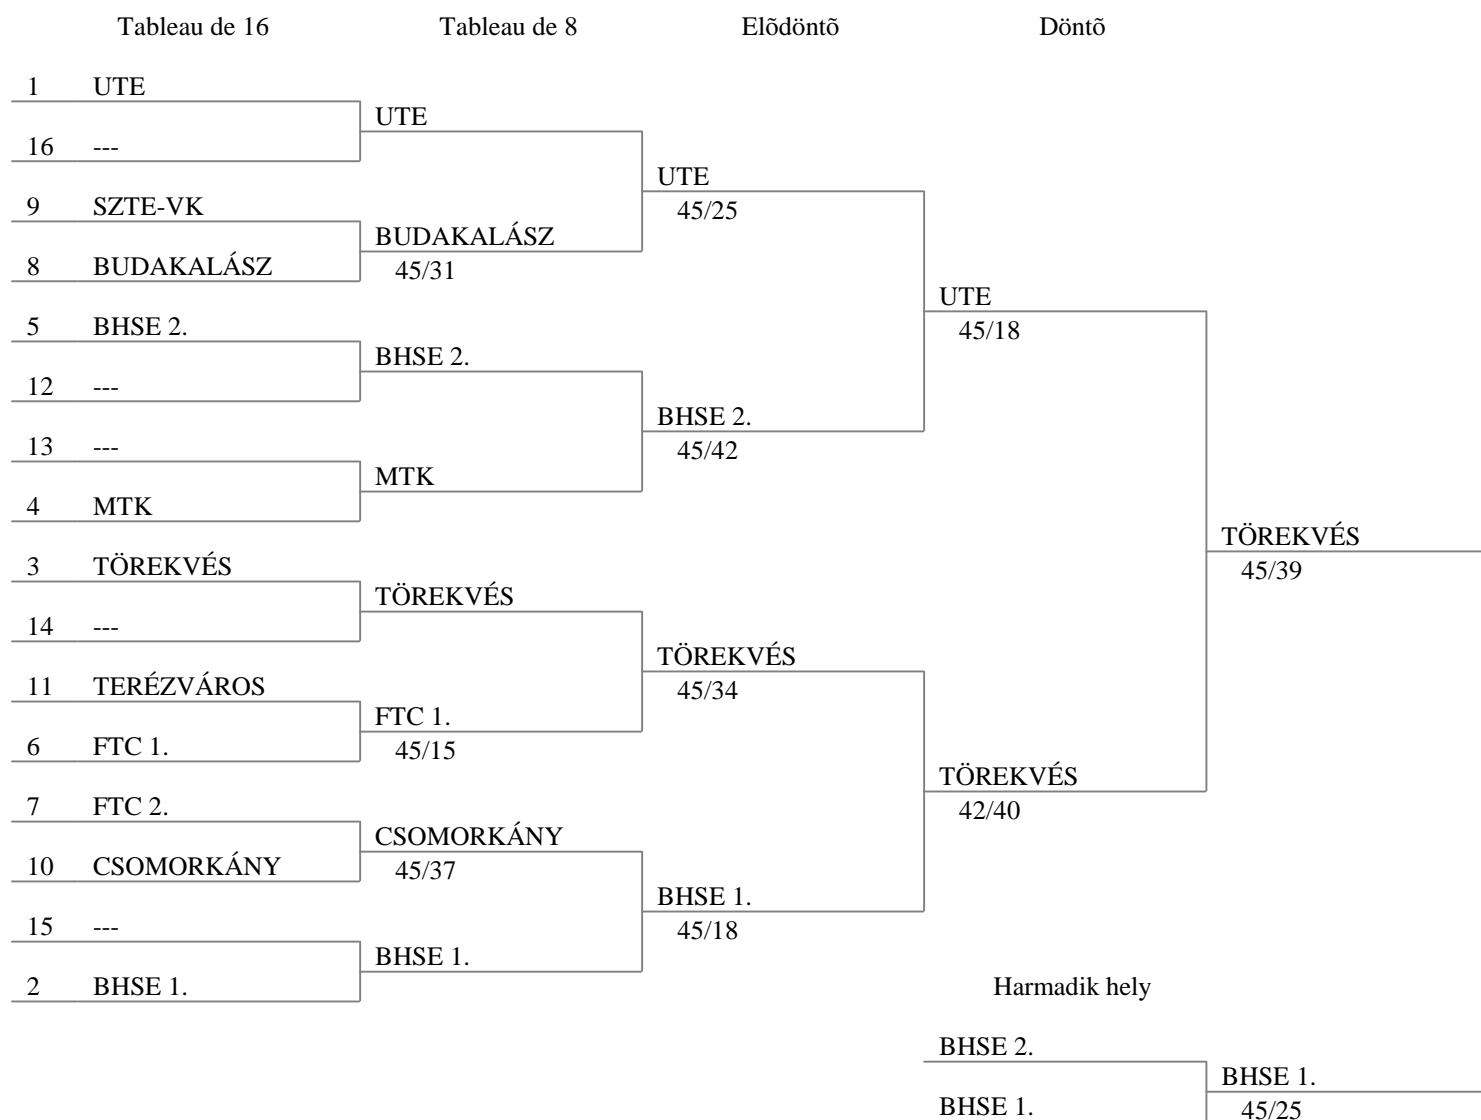 Tableau de 16 Tableau de 8 Elõdöntõ Döntõ
1 UTE
UTE
16 ---
UTE
9 SZTE-VK
45/25
BUDAKALÁSZ
8 BUDAKALÁSZ 45/31
UTE
5 BHSE 2.
45/18
BHSE 2.
12 ---
BHSE 2.
13 ---
45/42
MTK
4 MTK
TÖREKVÉS
3 TÖREKVÉS
45/39
TÖREKVÉS
14 ---
TÖREKVÉS
11 TERÉZVÁROS
45/34
FTC 1.
6 FTC 1. 45/15
TÖREKVÉS
7 FTC 2.
42/40
CSOMORKÁNY
10 CSOMORKÁNY 45/37
BHSE 1.
15 ---
45/18
BHSE 1.
2 BHSE 1.
Harmadik hely
BHSE 2.
BHSE 1.
BHSE 1. 45/25